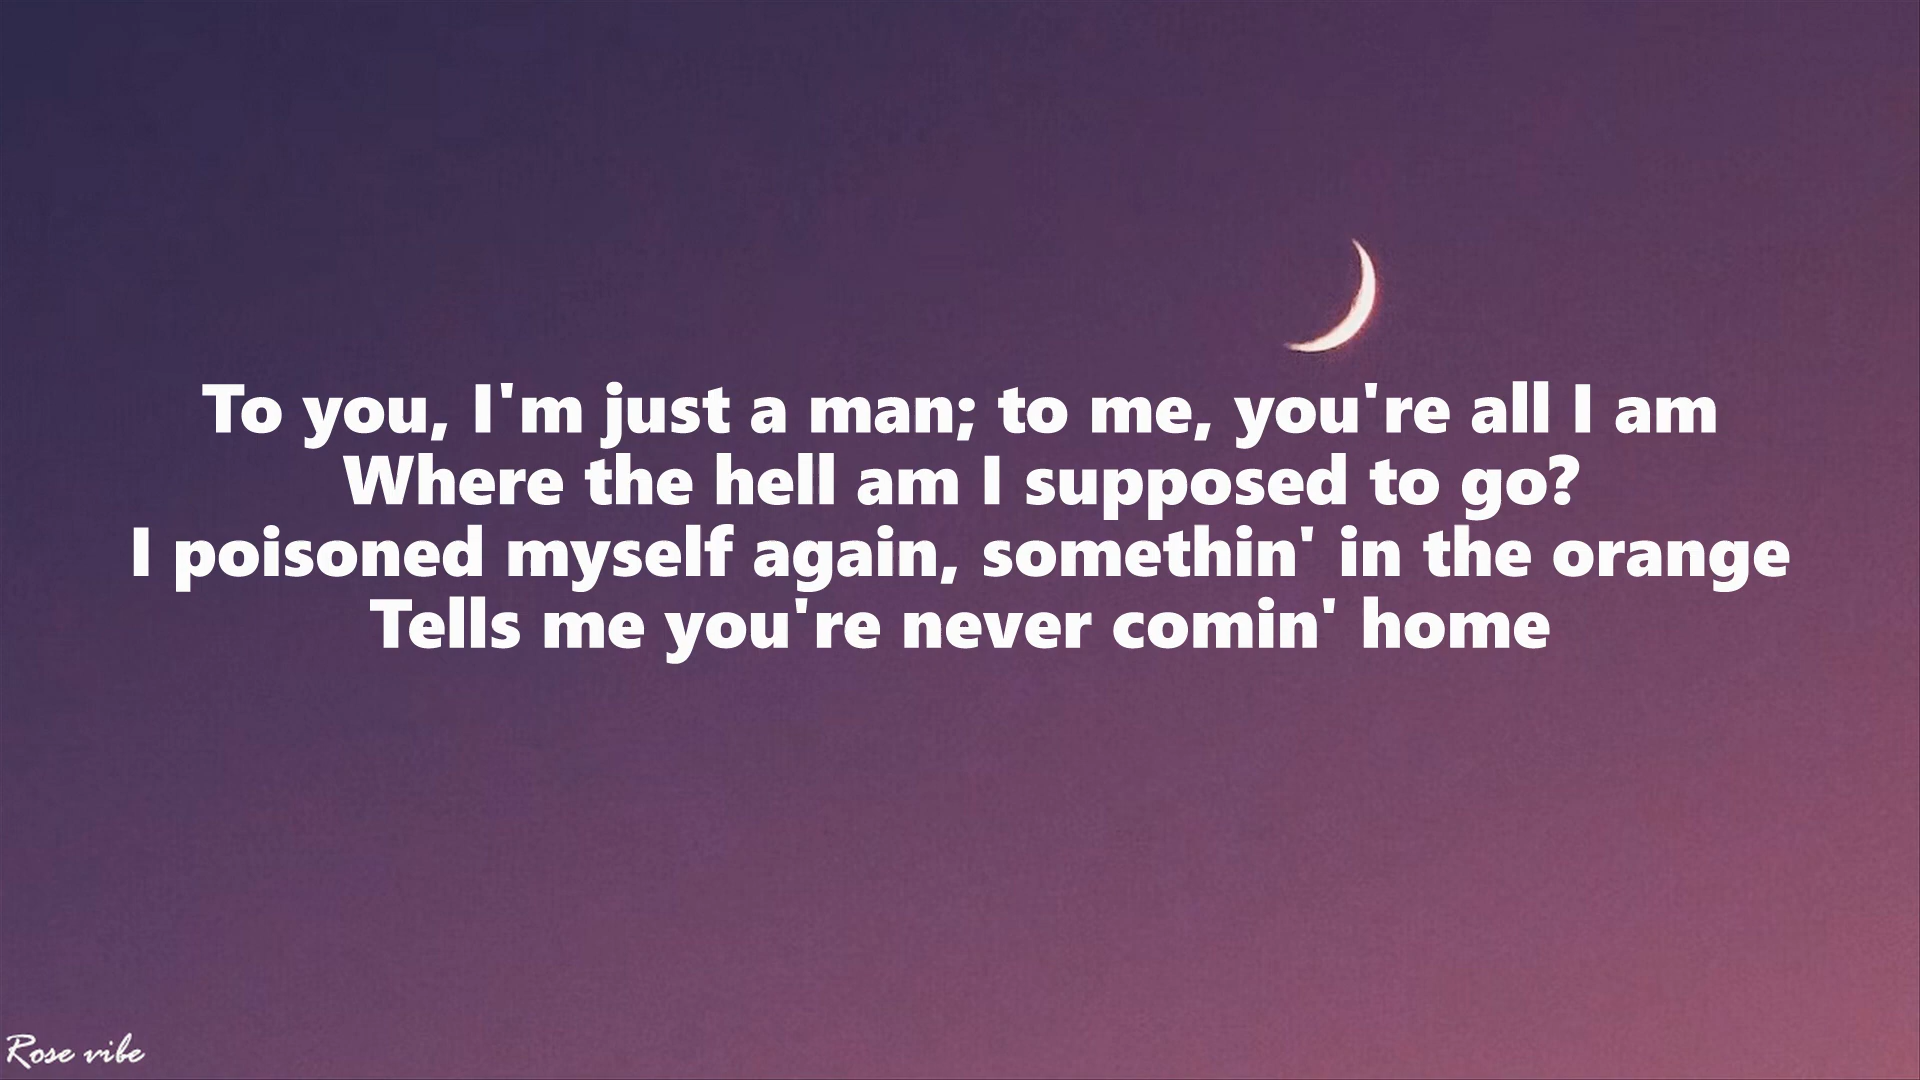 To you, I'm just a man; to me, you're all I am
Where the hell am I supposed to go?
I poisoned myself again, somethin' in the orange
Tells me you're never comin' home
Rose vibe